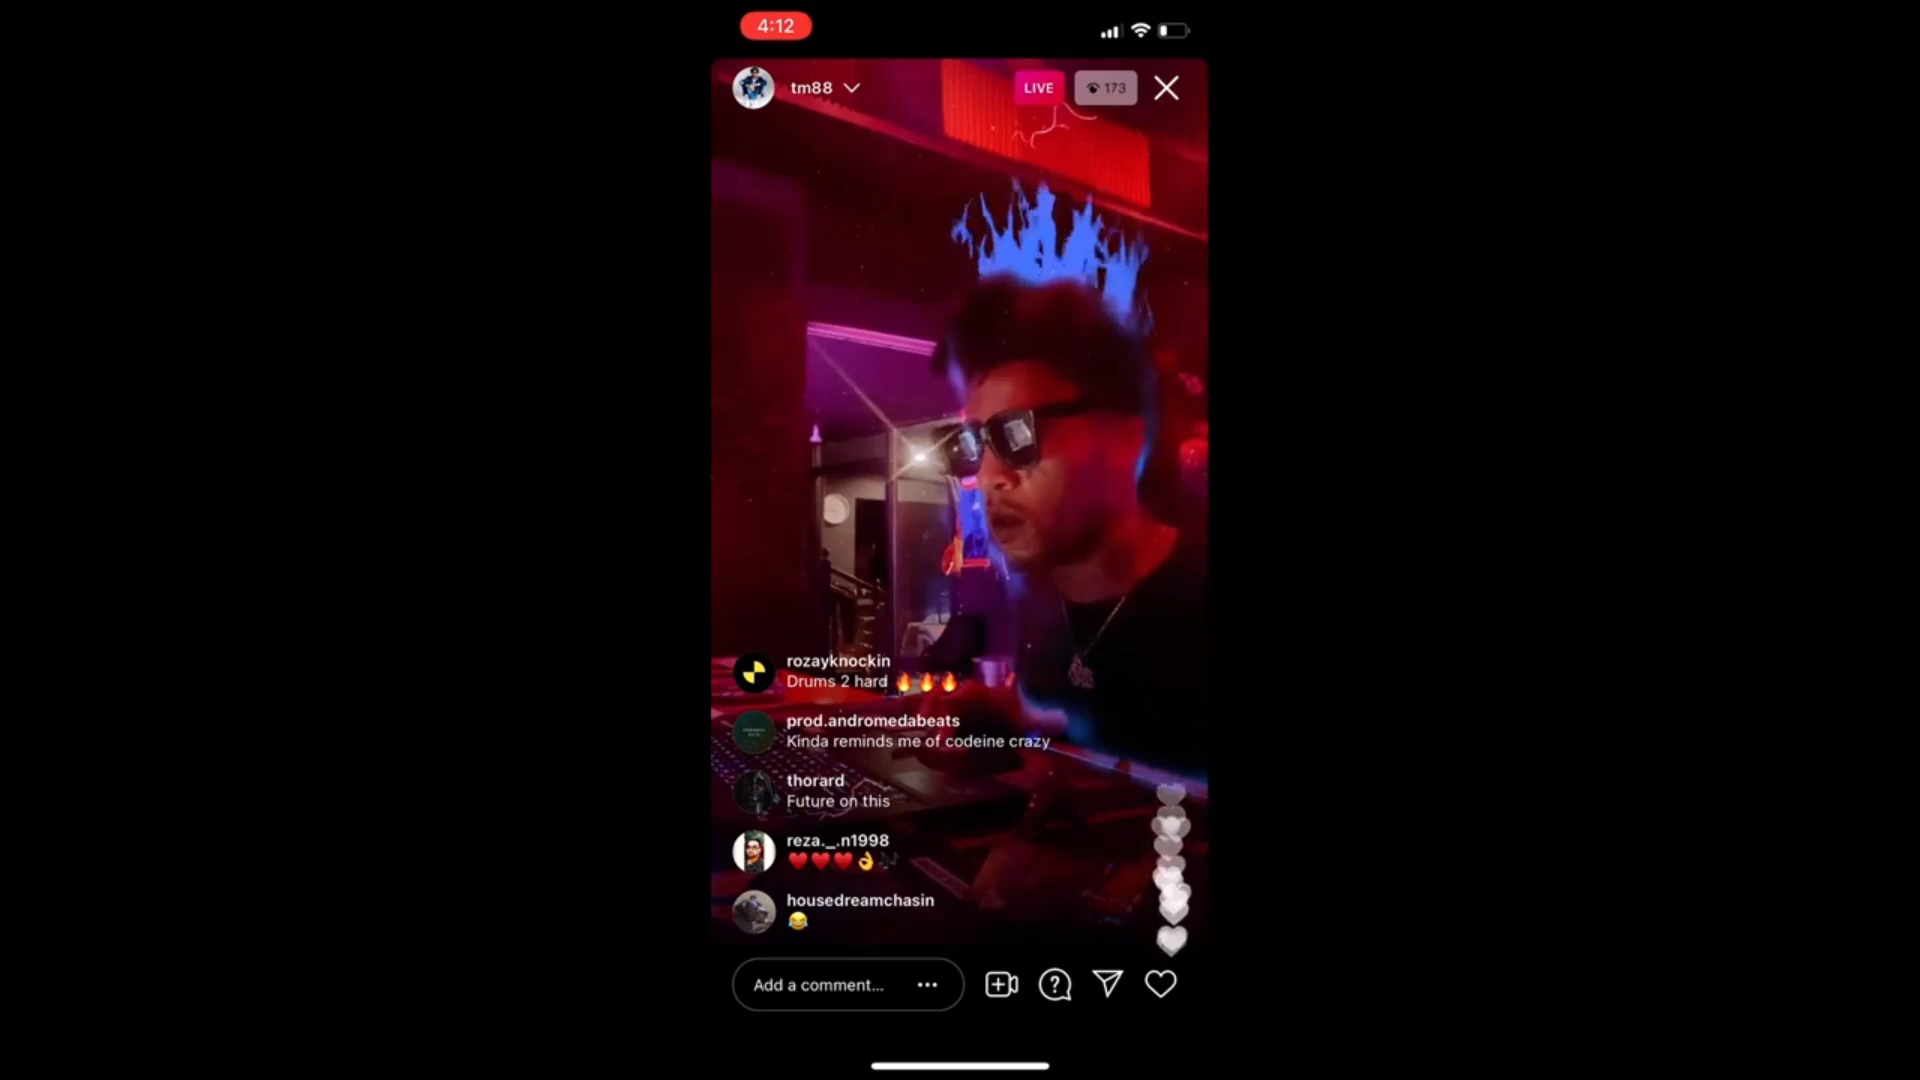 4:12
tm88
LIVE
173
rozayknockin
Drums 2 hard 🔥🔥🔥
prod.andromedabeats
Kinda reminds me of codeine crazy
thorard
Future on this
reza._.n1998
❤️❤️❤️👌🎶
housedreamchasin
😂
Add a comment...